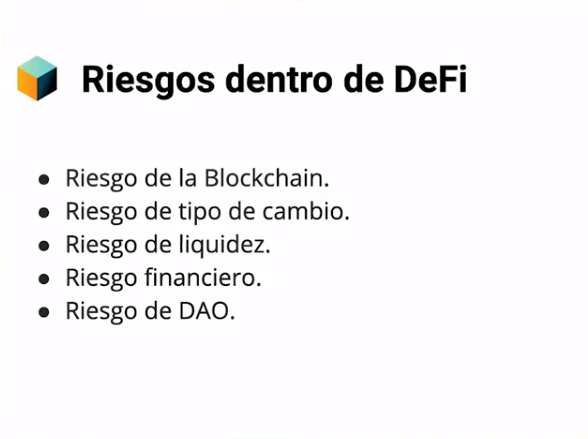 Riesgos dentro de DeFi
● Riesgo de la Blockchain.
● Riesgo de tipo de cambio.
● Riesgo de liquidez.
● Riesgo financiero.
● Riesgo de DAO.